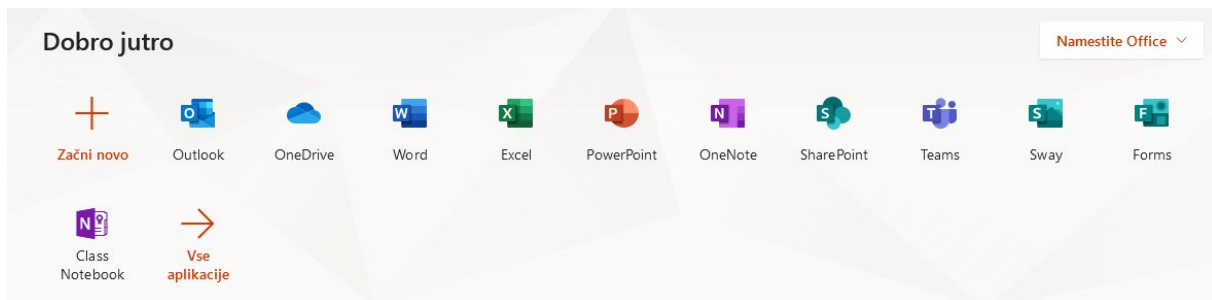 Dobro jutro
Namestite Office
Začni novo
Outlook
OneDrive
Word
Excel
PowerPoint
OneNote
SharePoint
Teams
Sway
Forms
Class
Notebook
Vse
aplikacije